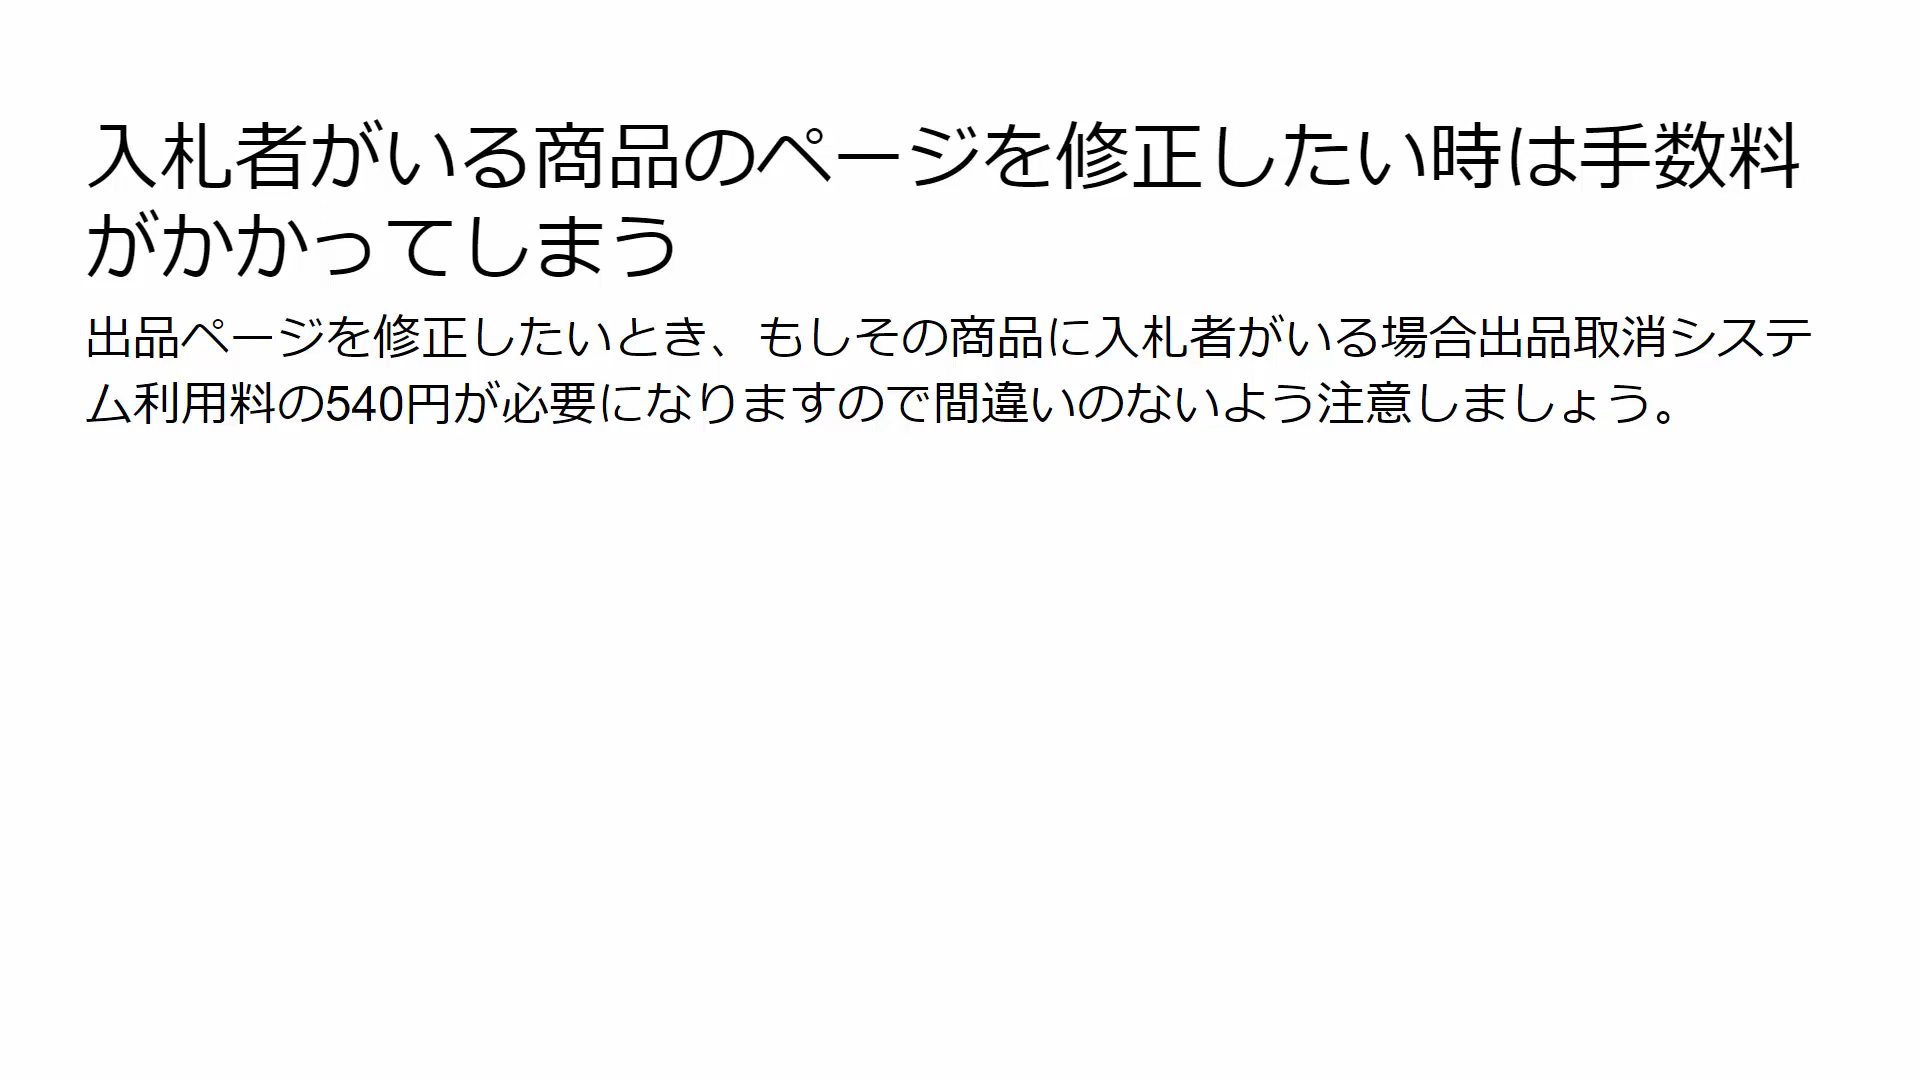 入札者がいる商品のページを修正したい時は手数料
がかかってしまう
出品ページを修正したいとき、もしその商品に入札者がいる場合出品取消システ
ム利用料の540円が必要になりますので間違いのないよう注意しましょう。